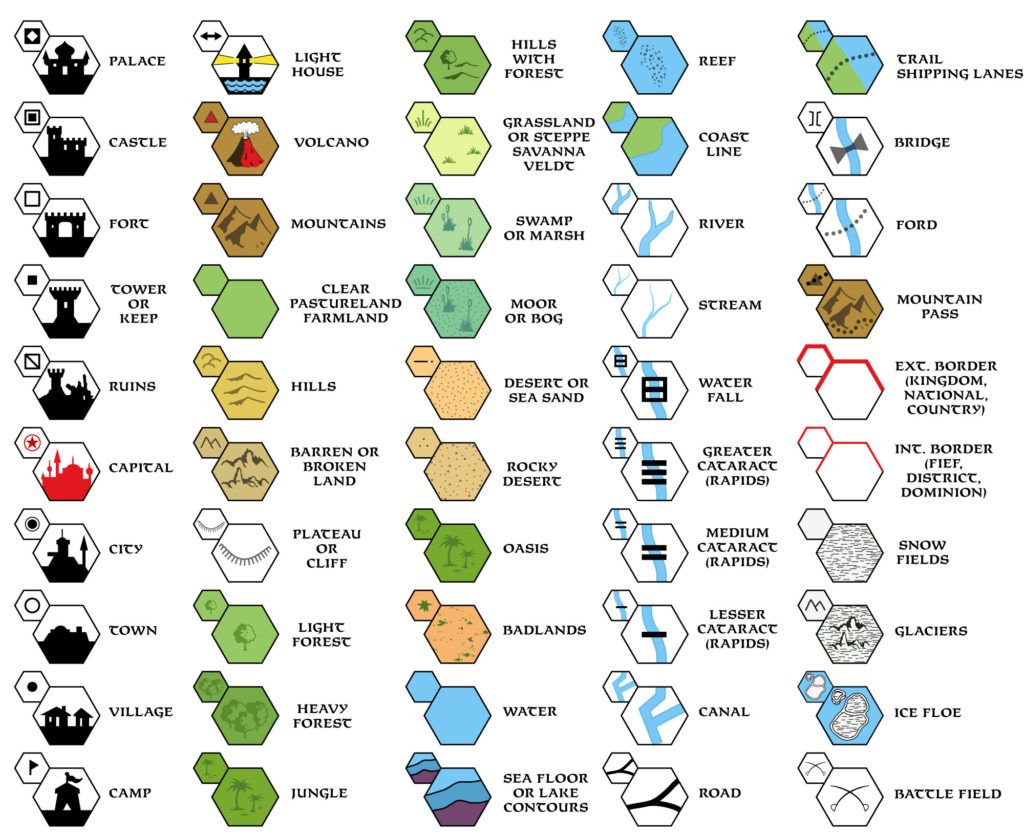 PALACE
CASTLE
FORT
TOWER
OR
KEEP
RUINS
CAPITAL
CITY
TOWN
VILLAGE
CAMP
LIGHT
HOUSE
VOLCANO
MOUNTAINS
CLEAR
PASTURELAND
FARMLAND
HILLS
BARREN OR
BROKEN
LAND
PLATEAU
OR
CLIFF
LIGHT
FOREST
HEAVY
FOREST
JUNGLE
HILLS
WITH
FOREST
GRASSLAND
OR STEPPE
SAVANNA
VELDT
SWAMP
OR MARSH
MOOR
OR BOG
DESERT OR
SEA SAND
ROCKY
DESERT
OASIS
BADLANDS
WATER
SEA FLOOR
OR LAKE
CONTOURS
REEF
COAST
LINE
RIVER
STREAM
WATER
FALL
GREATER
CATARACT
(RAPIDS)
MEDIUM
CATARACT
(RAPIDS)
LESSER
CATARACT
(RAPIDS)
CANAL
ROAD
TRAIL
SHIPPING LANES
BRIDGE
FORD
MOUNTAIN
PASS
EXT. BORDER
(KINGDOM,
NATIONAL,
COUNTRY)
INT. BORDER
(FIEF,
DISTRICT,
DOMINION)
SNOW
FIELDS
GLACIERS
ICE FLOE
BATTLE FIELD